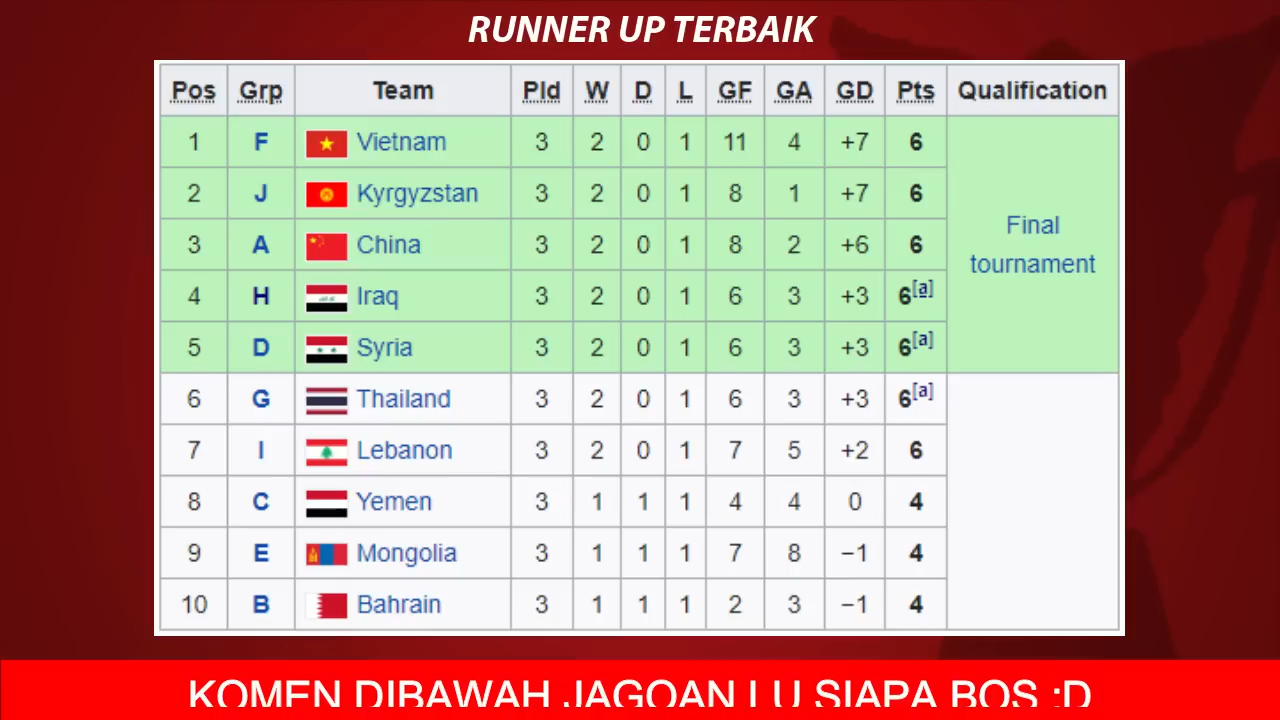 RUNNER UP TERBAIK
Pos Grp Team Pld W D L GF GA GD Pts Qualification
1 F Vietnam 3 2 0 1 11 4 +7 6
2 J Kyrgyzstan 3 2 0 1 8 1 +7 6
3 A China 3 2 0 1 8 2 +6 6
Final tournament
4 H Iraq 3 2 0 1 6 3 +3 6[a]
5 D Syria 3 2 0 1 6 3 +3 6[a]
6 G Thailand 3 2 0 1 6 3 +3 6[a]
7 I Lebanon 3 2 0 1 7 5 +2 6
8 C Yemen 3 1 1 1 4 4 0 4
9 E Mongolia 3 1 1 1 7 8 −1 4
10 B Bahrain 3 1 1 1 2 3 −1 4
KOMEN DIBAWAH JAGOAN LU SIAPA BOS :D